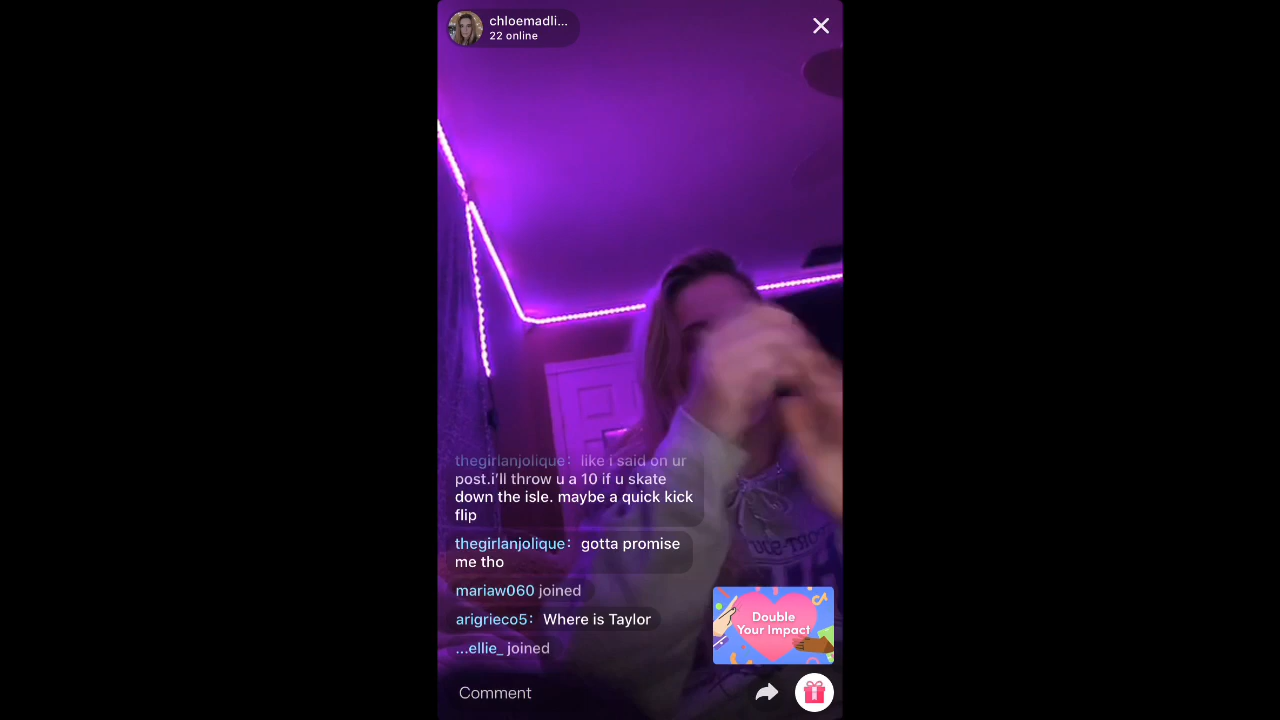 chloemadli...
22 online
thegirlanjolique: like i said on ur
post.i'll throw u a 10 if u skate
down the isle. maybe a quick kick
flip
thegirlanjolique: gotta promise
me tho
mariaw060 joined
arigrieco5: Where is Taylor
...ellie_ joined
Double
Your Impact
Comment